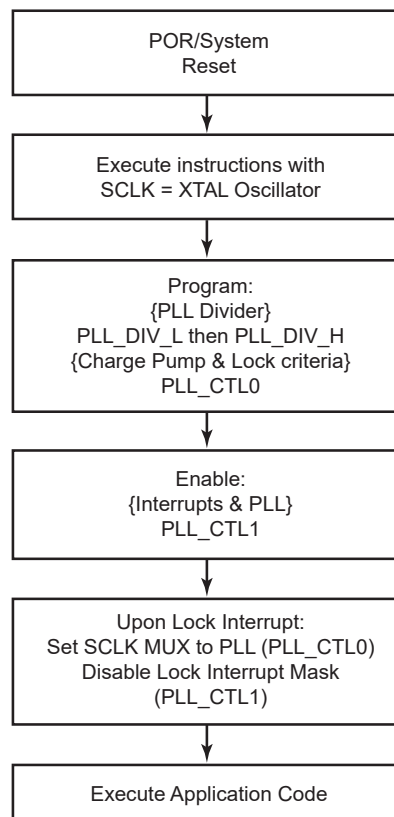 POR/System
Reset
Execute instructions with
SCLK = XTAL Oscillator
Program:
{PLL Divider}
PLL_DIV_L then PLL_DIV_H
{Charge Pump & Lock criteria}
PLL_CTL0
Enable:
{Interrupts & PLL}
PLL_CTL1
Upon Lock Interrupt:
Set SCLK MUX to PLL (PLL_CTL0)
Disable Lock Interrupt Mask
(PLL_CTL1)
Execute Application Code